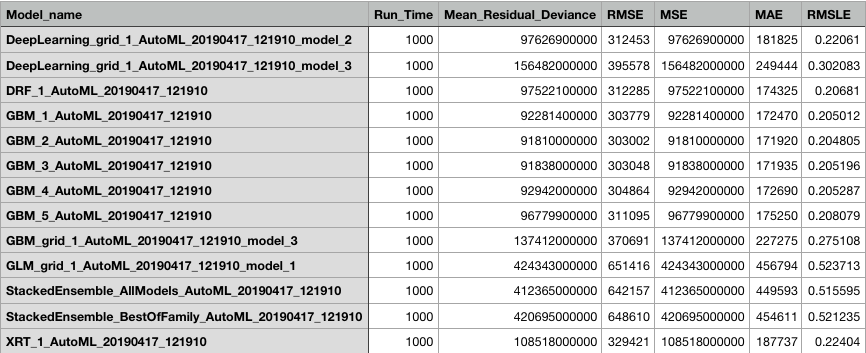 Model_name Run_Time Mean_Residual_Deviance RMSE MSE MAE RMSLE
DeepLearning_grid_1_AutoML_20190417_121910_model_2 1000 97626900000 312453 97626900000 181825 0.22061
DeepLearning_grid_1_AutoML_20190417_121910_model_3 1000 156482000000 395578 156482000000 249444 0.302083
DRF_1_AutoML_20190417_121910 1000 97522100000 312285 97522100000 174325 0.20681
GBM_1_AutoML_20190417_121910 1000 92281400000 303779 92281400000 172470 0.205012
GBM_2_AutoML_20190417_121910 1000 91810000000 303002 91810000000 171920 0.204805
GBM_3_AutoML_20190417_121910 1000 91838000000 303048 91838000000 171935 0.205196
GBM_4_AutoML_20190417_121910 1000 92942000000 304864 92942000000 172690 0.205287
GBM_5_AutoML_20190417_121910 1000 96779900000 311095 96779900000 175250 0.208079
GBM_grid_1_AutoML_20190417_121910_model_3 1000 137412000000 370691 137412000000 227275 0.275108
GLM_grid_1_AutoML_20190417_121910_model_1 1000 424343000000 651416 424343000000 456794 0.523713
StackedEnsemble_AllModels_AutoML_20190417_121910 1000 412365000000 642157 412365000000 449593 0.515595
StackedEnsemble_BestOfFamily_AutoML_20190417_121910 1000 420695000000 648610 420695000000 454611 0.521235
XRT_1_AutoML_20190417_121910 1000 108518000000 329421 108518000000 187737 0.22404